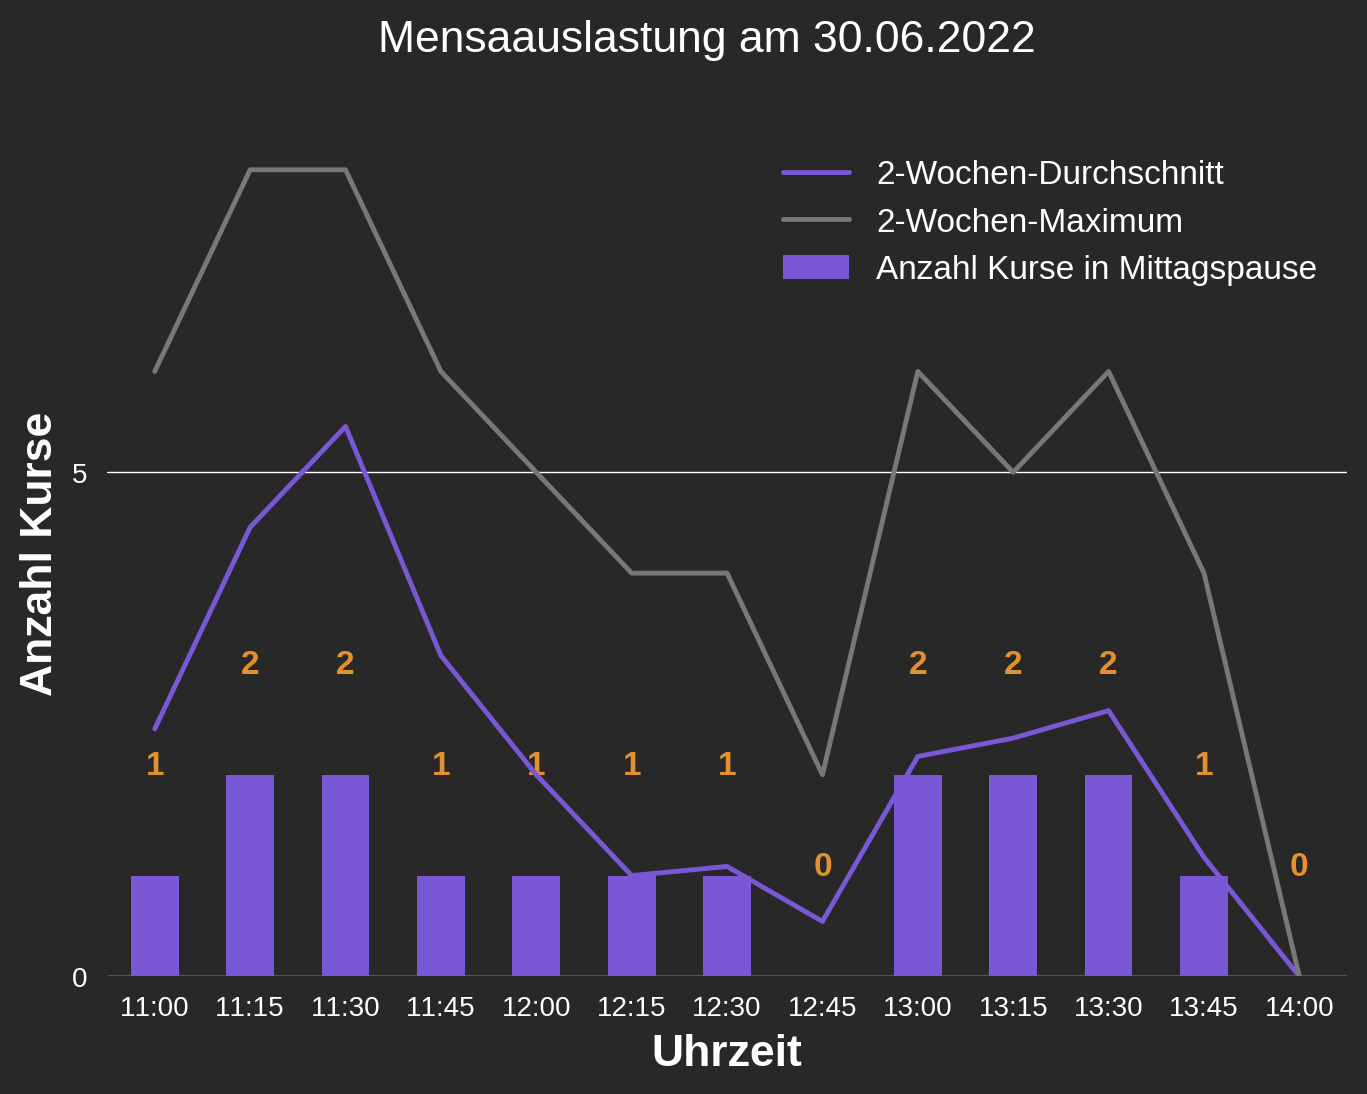 Mensaauslastung am 30.06.2022
2-Wochen-Durchschnitt
2-Wochen-Maximum
Anzahl Kurse in Mittagspause
Anzahl Kurse
5
0
2 2 2 2 2
1 1 1 1 1 1
0 0
11:00 11:15 11:30 11:45 12:00 12:15 12:30 12:45 13:00 13:15 13:30 13:45 14:00
Uhrzeit